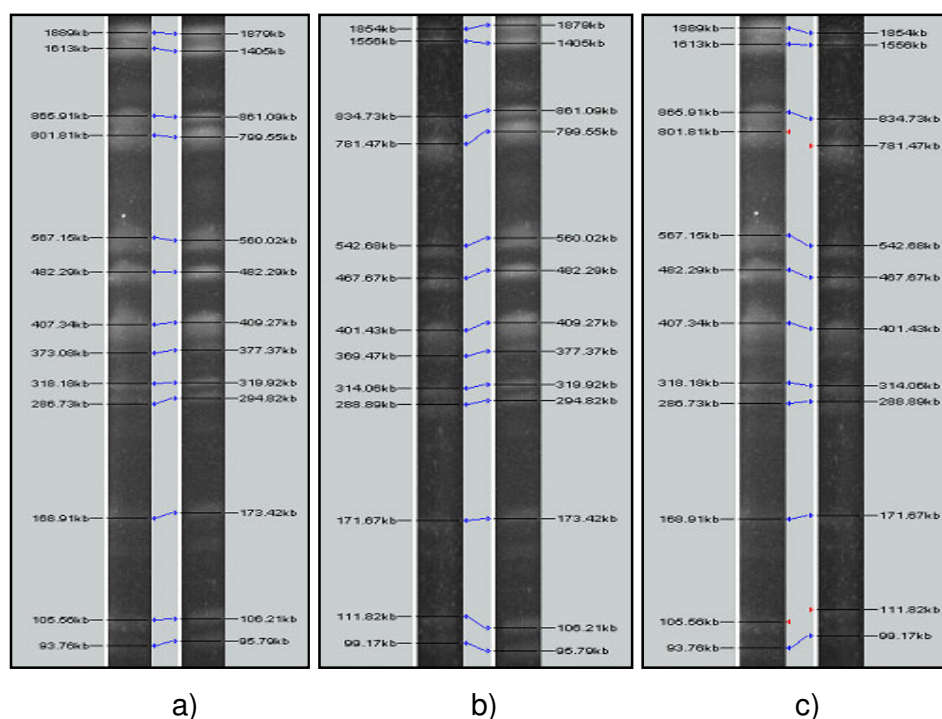 1889kb 1879kb
1613kb 1405kb
865.91kb 861.09kb
801.81kb 799.55kb
567.15kb 560.02kb
482.29kb 482.29kb
407.34kb 409.27kb
373.08kb 377.37kb
318.18kb 319.92kb
286.73kb 294.82kb
168.91kb 173.42kb
105.56kb 106.21kb
93.76kb 95.79kb
a)
1854kb 1879kb
1556kb 1405kb
834.73kb 861.09kb
781.47kb 799.55kb
542.68kb 560.02kb
467.67kb 482.29kb
401.43kb 409.27kb
369.47kb 377.37kb
314.06kb 319.92kb
288.89kb 294.82kb
171.67kb 173.42kb
111.82kb 106.21kb
99.17kb 95.79kb
b)
1889kb 1854kb
1613kb 1556kb
865.91kb 834.73kb
801.81kb 781.47kb
567.15kb 542.68kb
482.29kb 467.67kb
407.34kb 401.43kb
318.18kb 314.06kb
286.73kb 288.89kb
168.91kb 171.67kb
105.56kb 111.82kb
93.76kb 99.17kb
c)